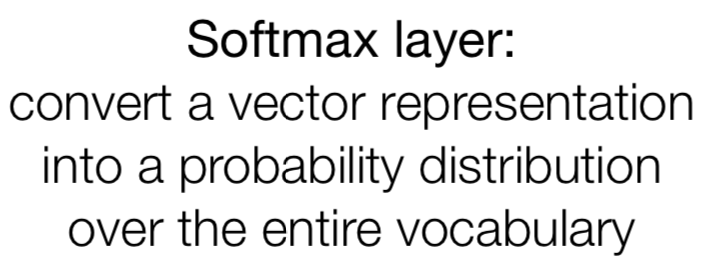 Softmax layer:
convert a vector representation
into a probability distribution
over the entire vocabulary